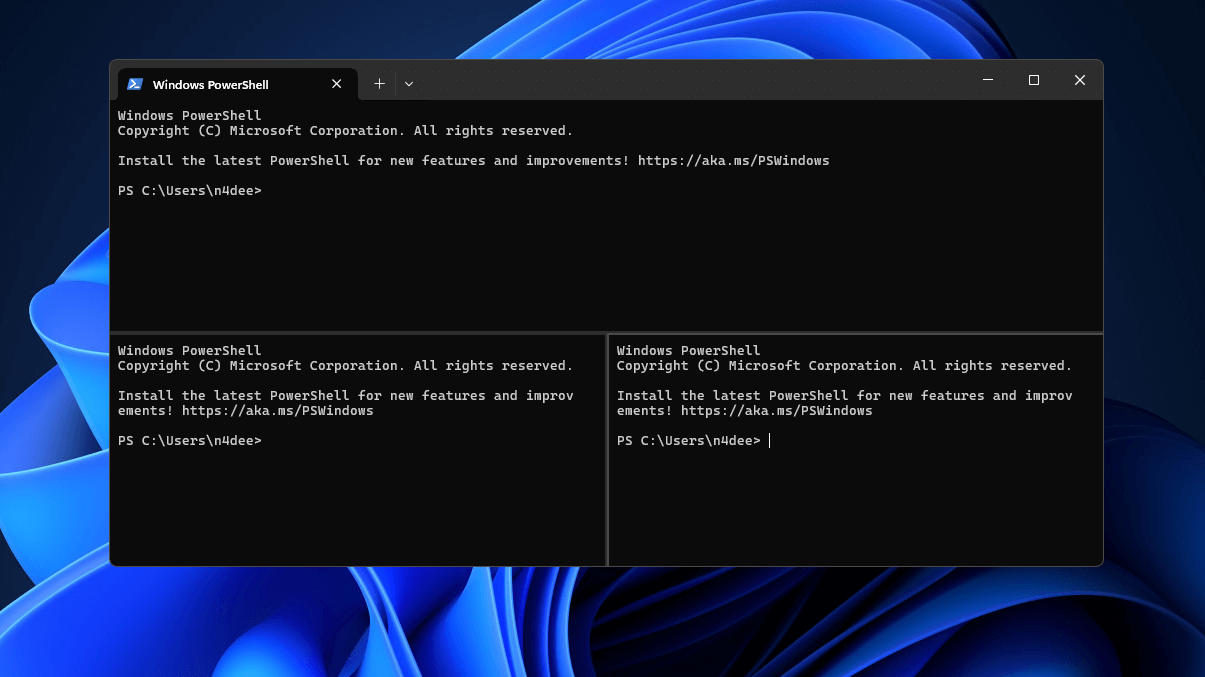 Windows PowerShell
Windows PowerShell
Copyright (C) Microsoft Corporation. All rights reserved.
Install the latest PowerShell for new features and improvements! https://aka.ms/PSWindows
PS C:\Users\n4dee>
Windows PowerShell
Copyright (C) Microsoft Corporation. All rights reserved.
Install the latest PowerShell for new features and improv
ements! https://aka.ms/PSWindows
PS C:\Users\n4dee>
Windows PowerShell
Copyright (C) Microsoft Corporation. All rights reserved.
Install the latest PowerShell for new features and improv
ements! https://aka.ms/PSWindows
PS C:\Users\n4dee>